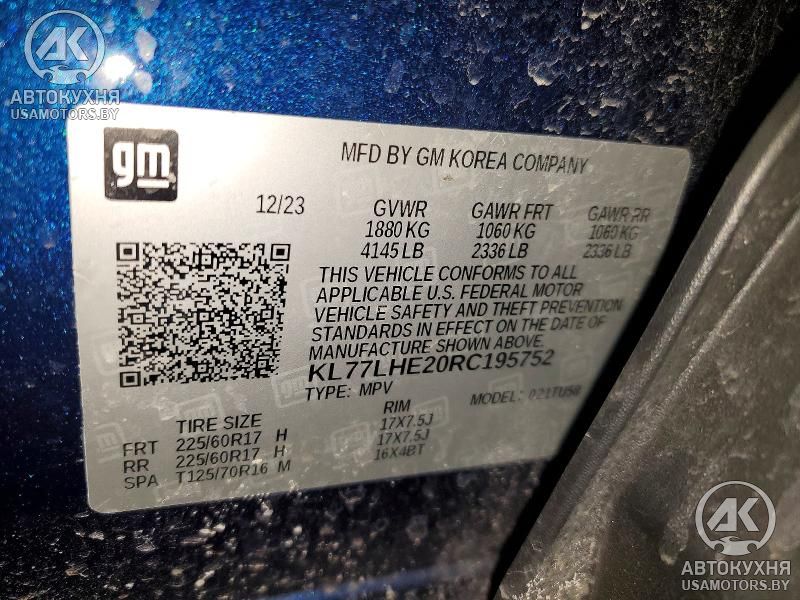 AK
АВТОКУХНЯ
USAMOTORS.BY
gm
MFD BY GM KOREA COMPANY
12/23 GVWR GAWR FRT GAWR RR
1880 KG 1060 KG 1060 KG
4145 LB 2336 LB 2336 LB
THIS VEHICLE CONFORMS TO ALL
APPLICABLE U.S. FEDERAL MOTOR
VEHICLE SAFETY AND THEFT PREVENTION
STANDARDS IN EFFECT ON THE DATE OF
MANUFACTURE SHOWN ABOVE.
KL77LHE20RC195752
TYPE: MPV MODEL:
TIRE SIZE RIM
FRT 225/60R17 H 17X7.5J
RR 225/60R17 H 17X7.5J
SPA T125/70R16 M 16X4BT
AK
АВТОКУХНЯ
USAMOTORS.BY